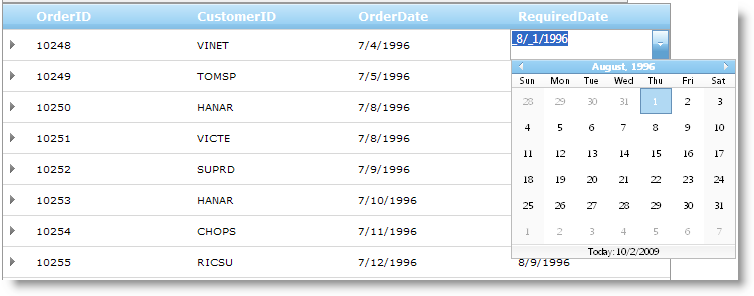 OrderID CustomerID OrderDate RequiredDate
10248 VINET 7/4/1996 _8/_1/1996
August, 1996
Sun Mon Tue Wed Thu Fri Sat
28 29 30 31 1 2 3
4 5 6 7 8 9 10
11 12 13 14 15 16 17
18 19 20 21 22 23 24
25 26 27 28 29 30 31
1 2 3 4 5 6 7
Today: 10/2/2009
10249 TOMSP 7/5/1996
10250 HANAR 7/8/1996
10251 VICTE 7/8/1996
10252 SUPRD 7/9/1996
10253 HANAR 7/10/1996
10254 CHOPS 7/11/1996
10255 RICSU 7/12/1996 8/9/1996